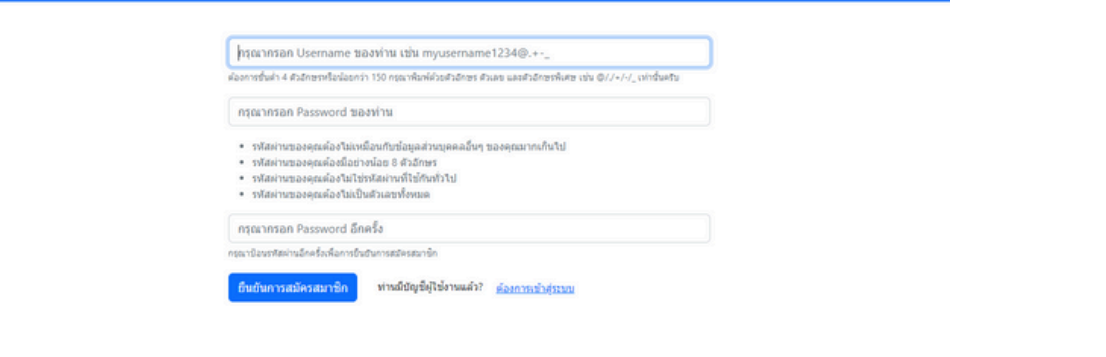 กรุณากรอก Username ของท่าน เช่น myusername1234@.+-_
ต้องการขั้นต่ำ 4 ตัวอักษรหรือน้อยกว่า 150 กรุณาพิมพ์ด้วยตัวอักษร ตัวเลข และตัวอักษรพิเศษ เช่น @/./+/-/_ เท่านั้นครับ
กรุณากรอก Password ของท่าน
• รหัสผ่านของคุณต้องไม่เหมือนกับข้อมูลส่วนบุคคลอื่นๆ ของคุณมากเกินไป
• รหัสผ่านของคุณต้องมีอย่างน้อย 8 ตัวอักษร
• รหัสผ่านของคุณต้องไม่ใช่รหัสผ่านที่ใช้กันทั่วไป
• รหัสผ่านของคุณต้องไม่เป็นตัวเลขทั้งหมด
กรุณากรอก Password อีกครั้ง
กรุณาป้อนรหัสผ่านอีกครั้งเพื่อการยืนยันการสมัครสมาชิก
ยืนยันการสมัครสมาชิก ท่านมีบัญชีผู้ใช้งานแล้ว? ต้องการเข้าสู่ระบบ